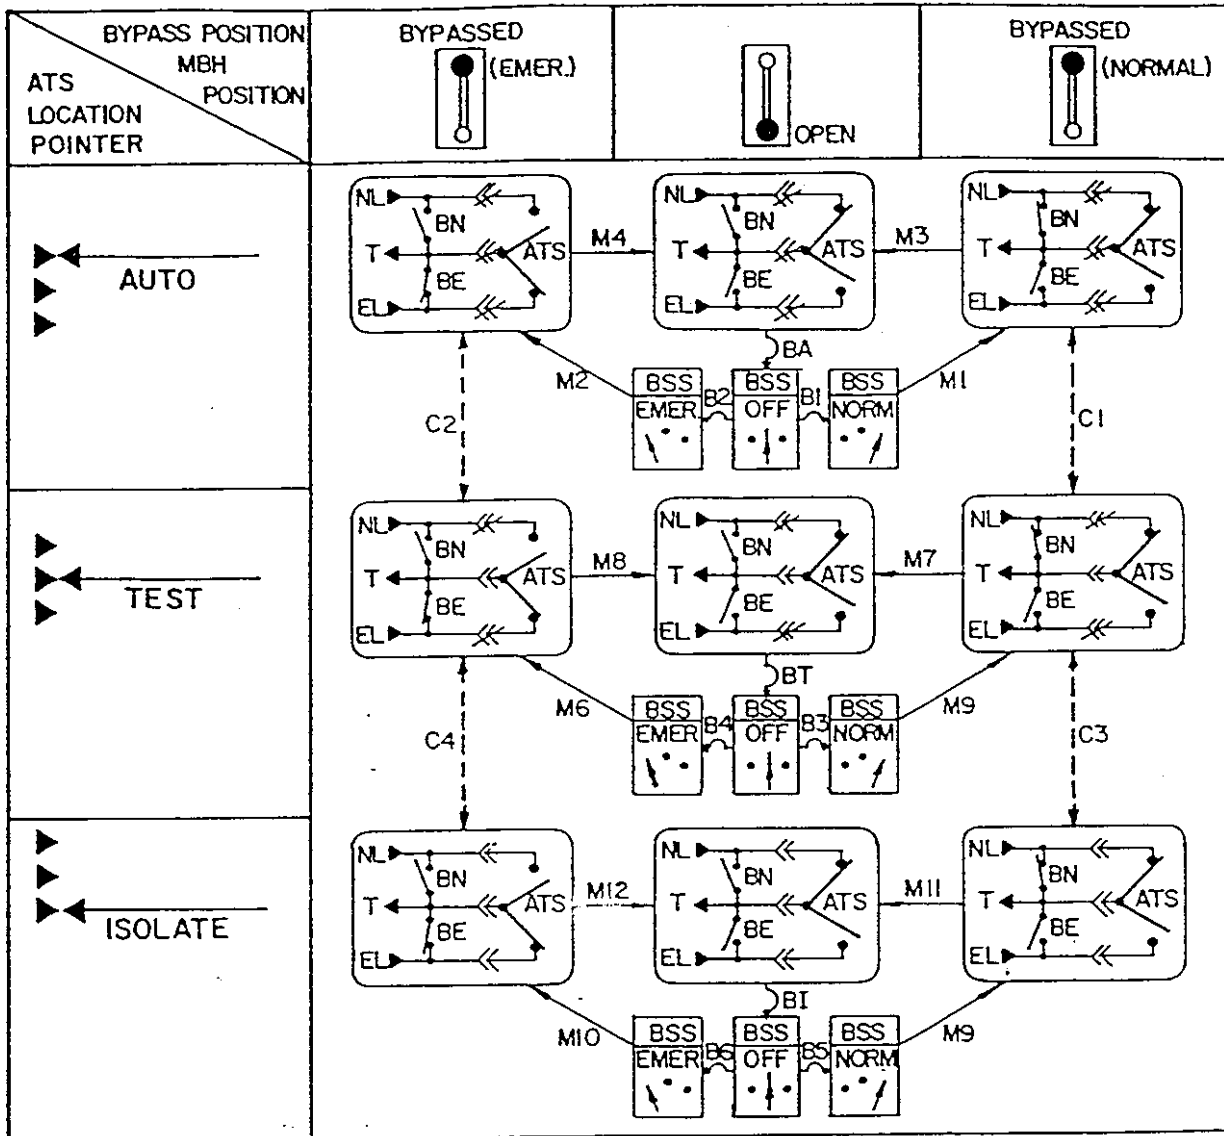 BYPASS POSITION
MBH
POSITION
ATS
LOCATION
POINTER
BYPASSED
(EMER.)
OPEN
BYPASSED
(NORMAL)
AUTO
NL BN
T ATS
BE
EL
M4
NL BN
T ATS
BE
EL
M3
NL BN
T ATS
BE
EL
BA
M2
BSS
EMER
B2
BSS
OFF
B1
BSS
NORM
M1
C2
C1
TEST
NL BN
T ATS
BE
EL
M8
NL BN
T ATS
BE
EL
M7
NL BN
T ATS
BE
EL
BT
M6
BSS
EMER
B4
BSS
OFF
B3
BSS
NORM
M9
C4
C3
ISOLATE
NL BN
T ATS
BE
EL
M12
NL BN
T ATS
BE
EL
M11
NL BN
T ATS
BE
EL
BI
M10
BSS
EMER
B6
BSS
OFF
B5
BSS
NORM
M9